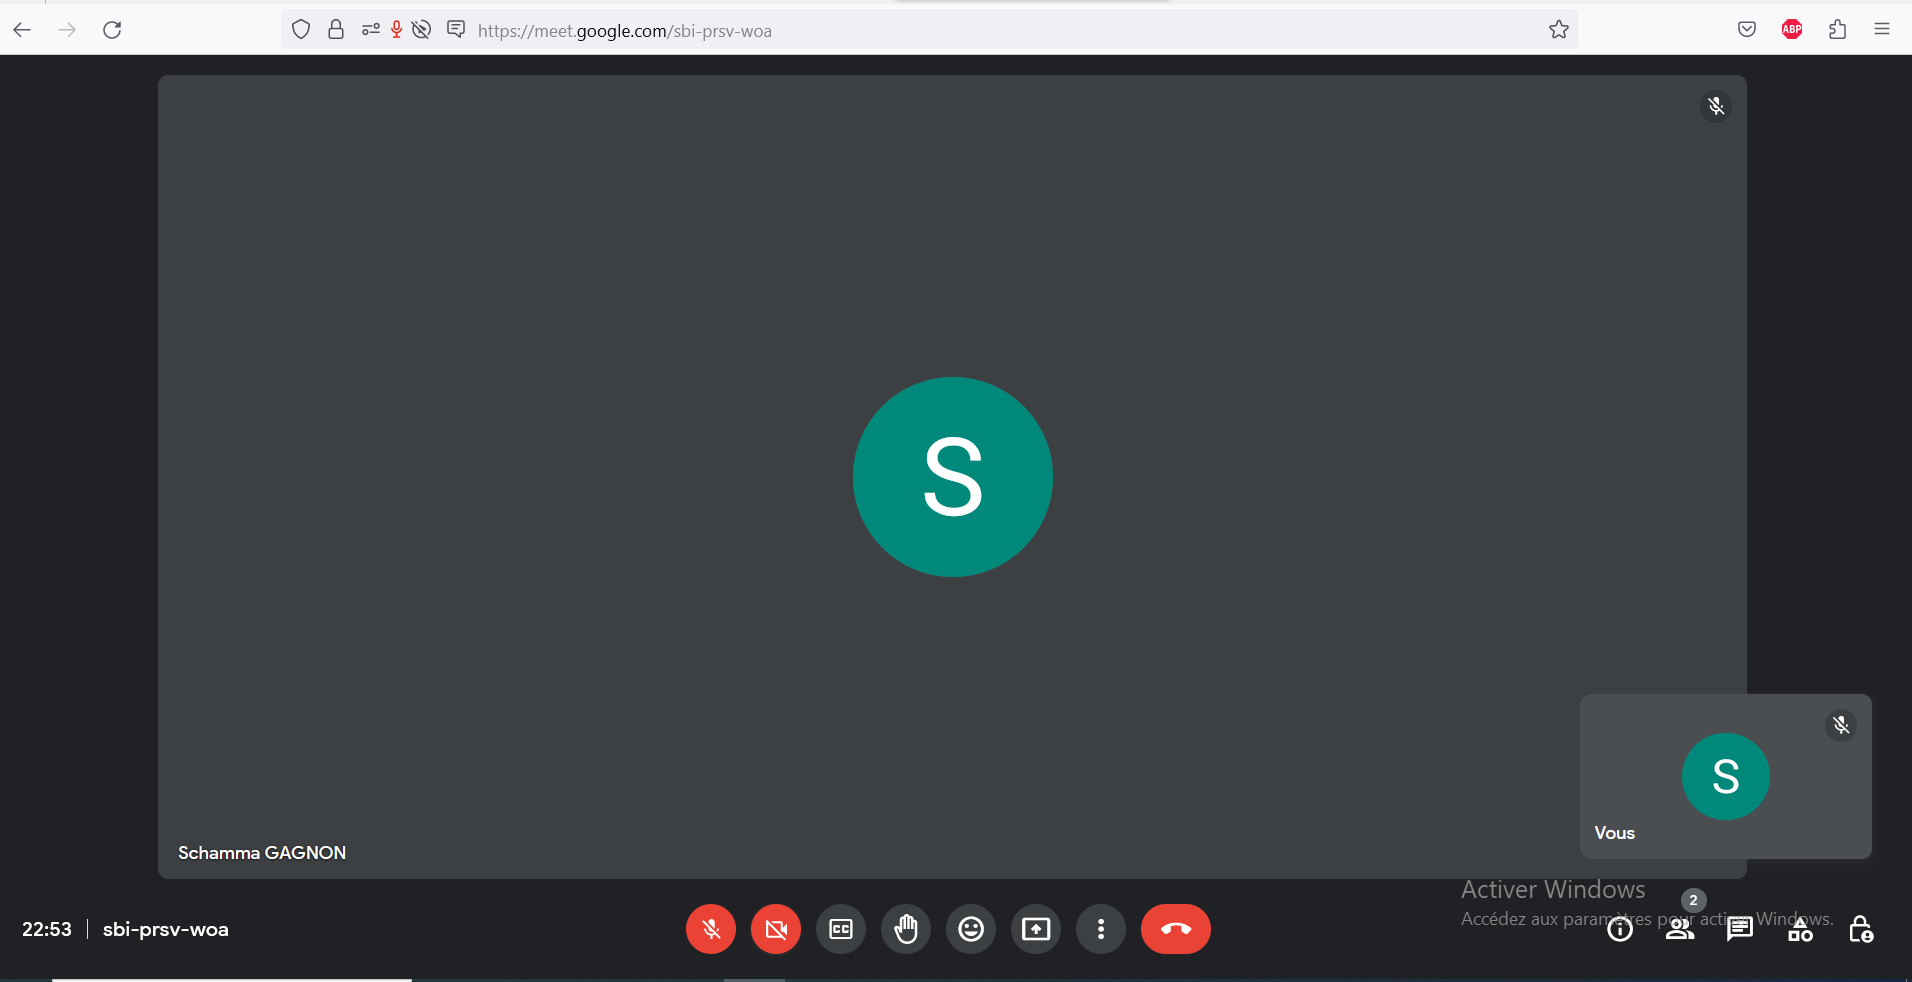 https://meet.google.com/sbi-prsv-woa
ABP
S
S
Vous
Schamma GAGNON
Activer Windows
Accédez aux paramètres pour activer Windows.
2
22:53 | sbi-prsv-woa
CC